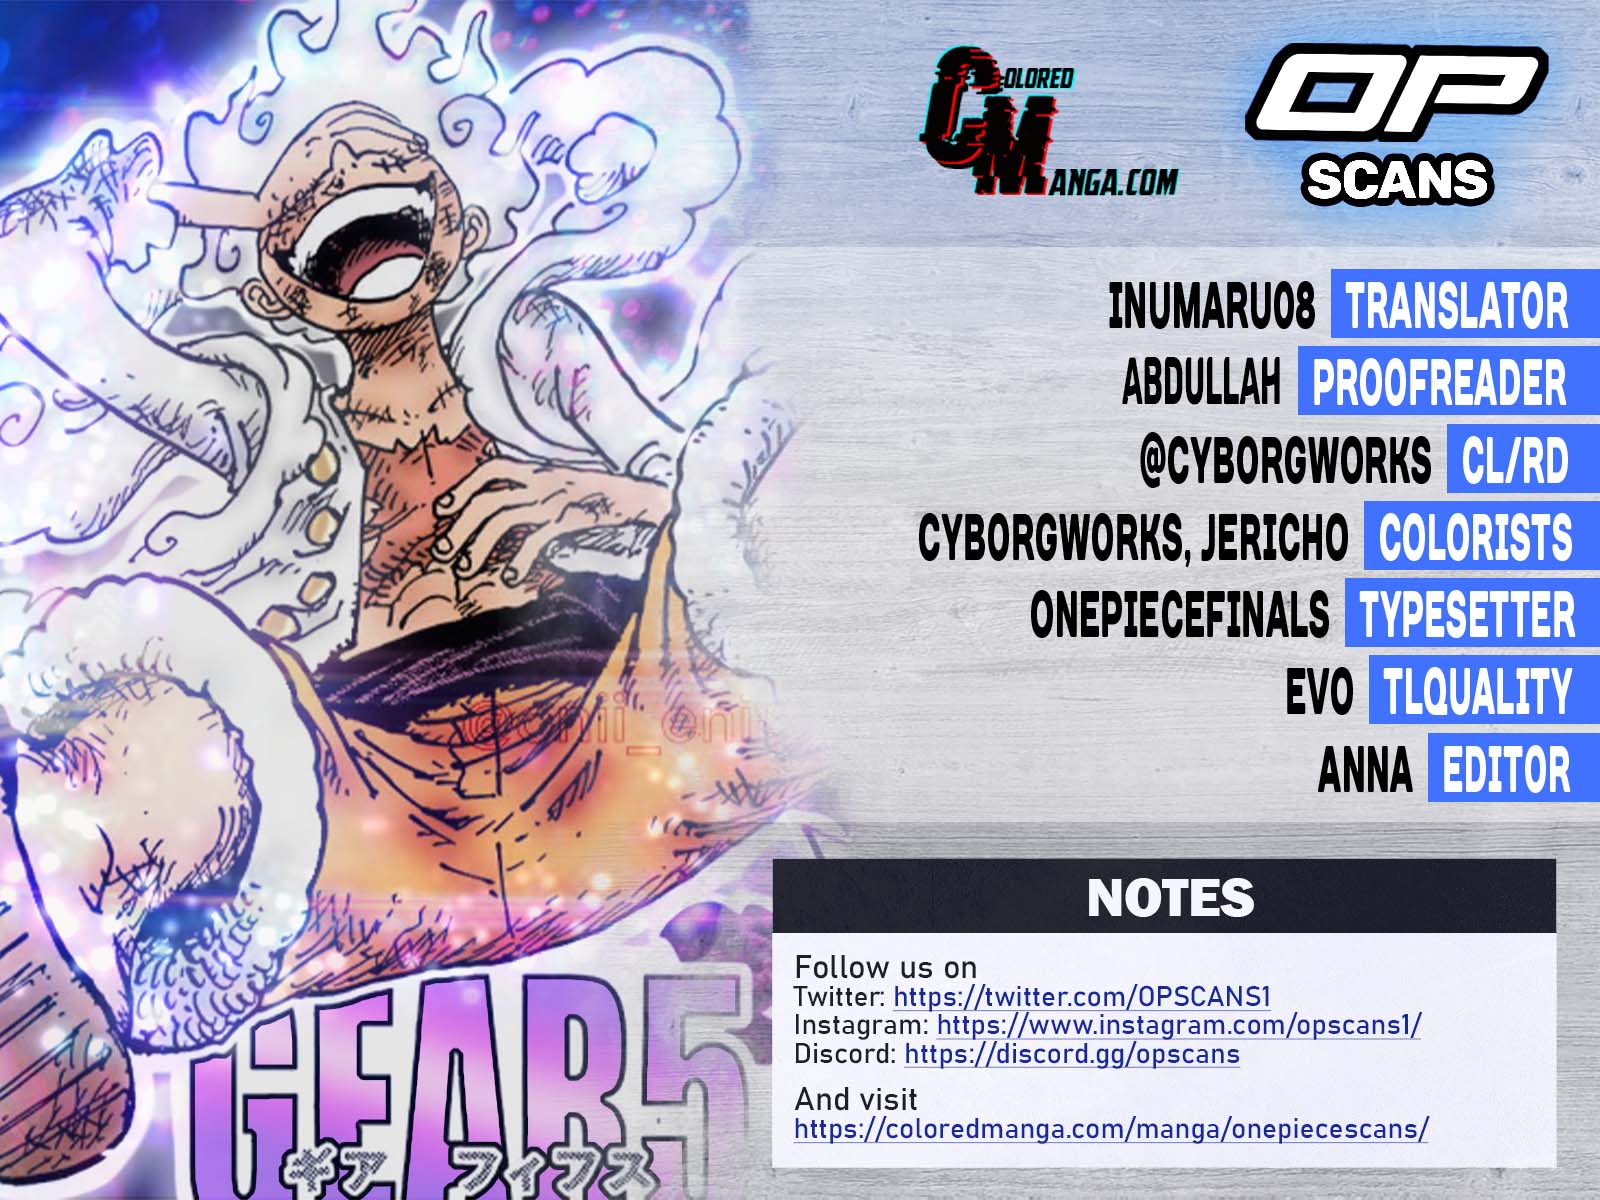 COLORED
MANGA.COM
OP
SCANS
INUMARU08 TRANSLATOR
ABDULLAH PROOFREADER
@CYBORGWORKS CL/RD
CYBORGWORKS, JERICHO COLORISTS
ONEPIECEFINALS TYPESETTER
EVO TLQUALITY
ANNA EDITOR
GEAR 5
ギア フィフス
NOTES
Follow us on
Twitter: https://twitter.com/OPSCANS1
Instagram: https://www.instagram.com/opscans1/
Discord: https://discord.gg/opscans
And visit
https://coloredmanga.com/manga/onepiecescans/